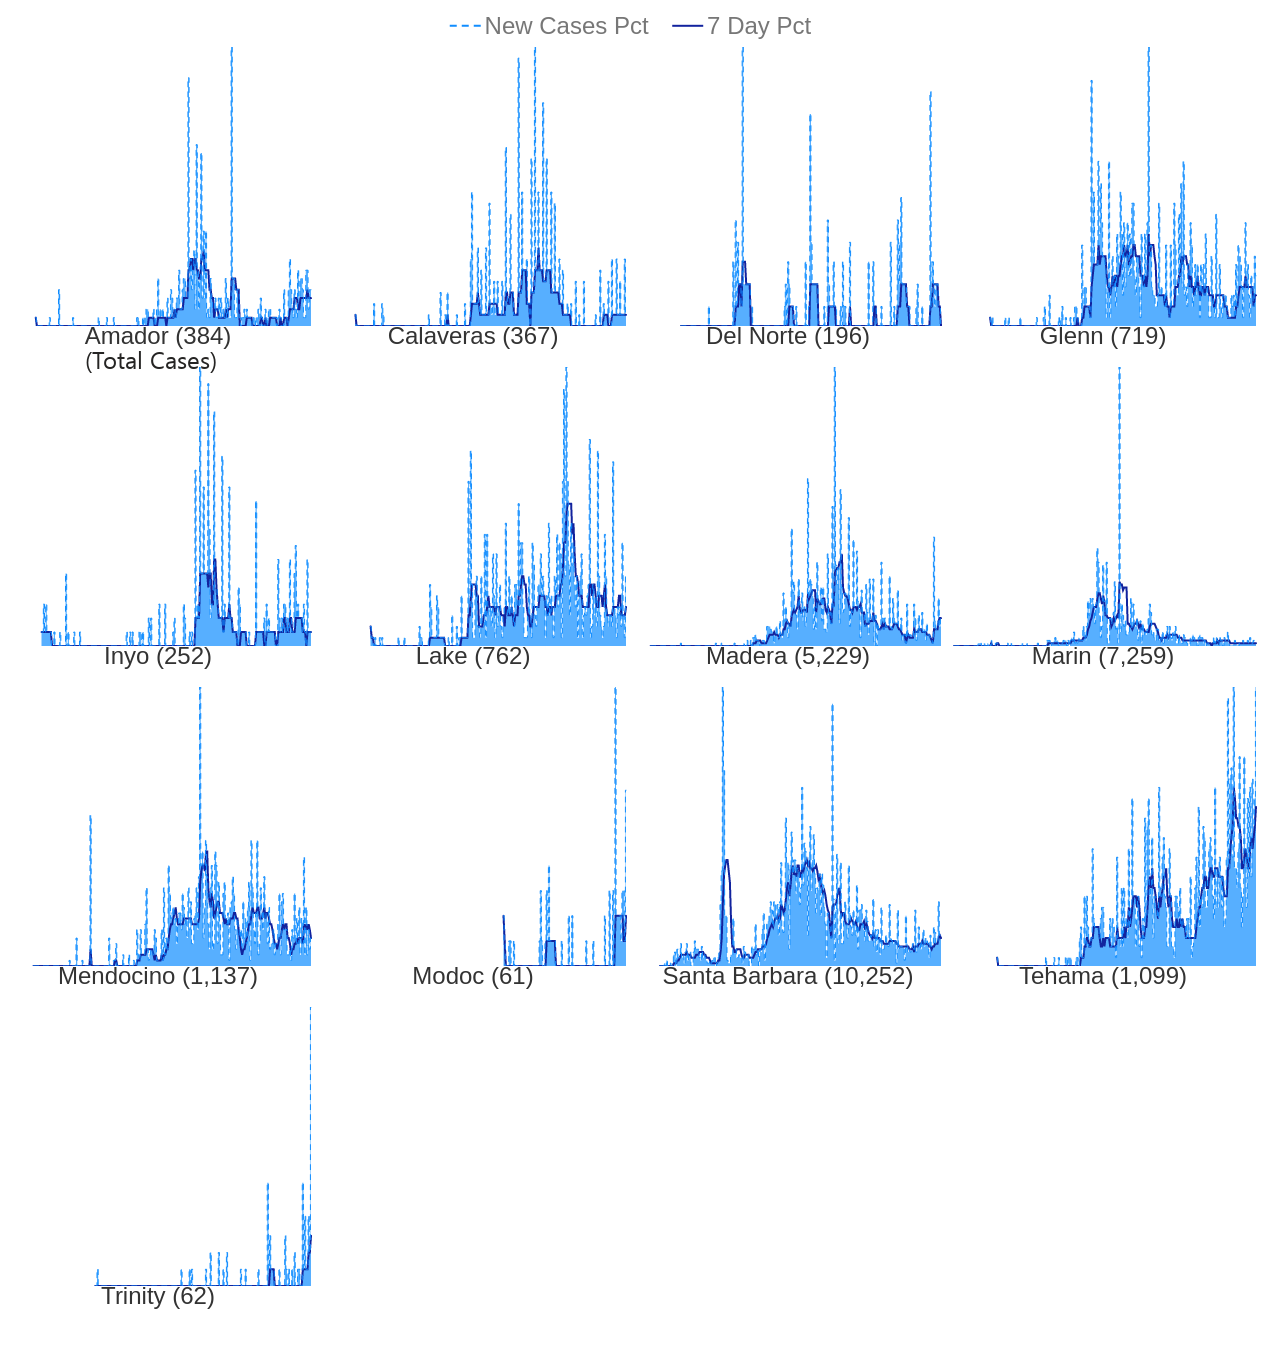 New Cases Pct 7 Day Pct
Amador (384) Calaveras (367) Del Norte (196) Glenn (719)
(Total Cases)
Inyo (252) Lake (762) Madera (5,229) Marin (7,259)
Mendocino (1,137) Modoc (61) Santa Barbara (10,252) Tehama (1,099)
Trinity (62)